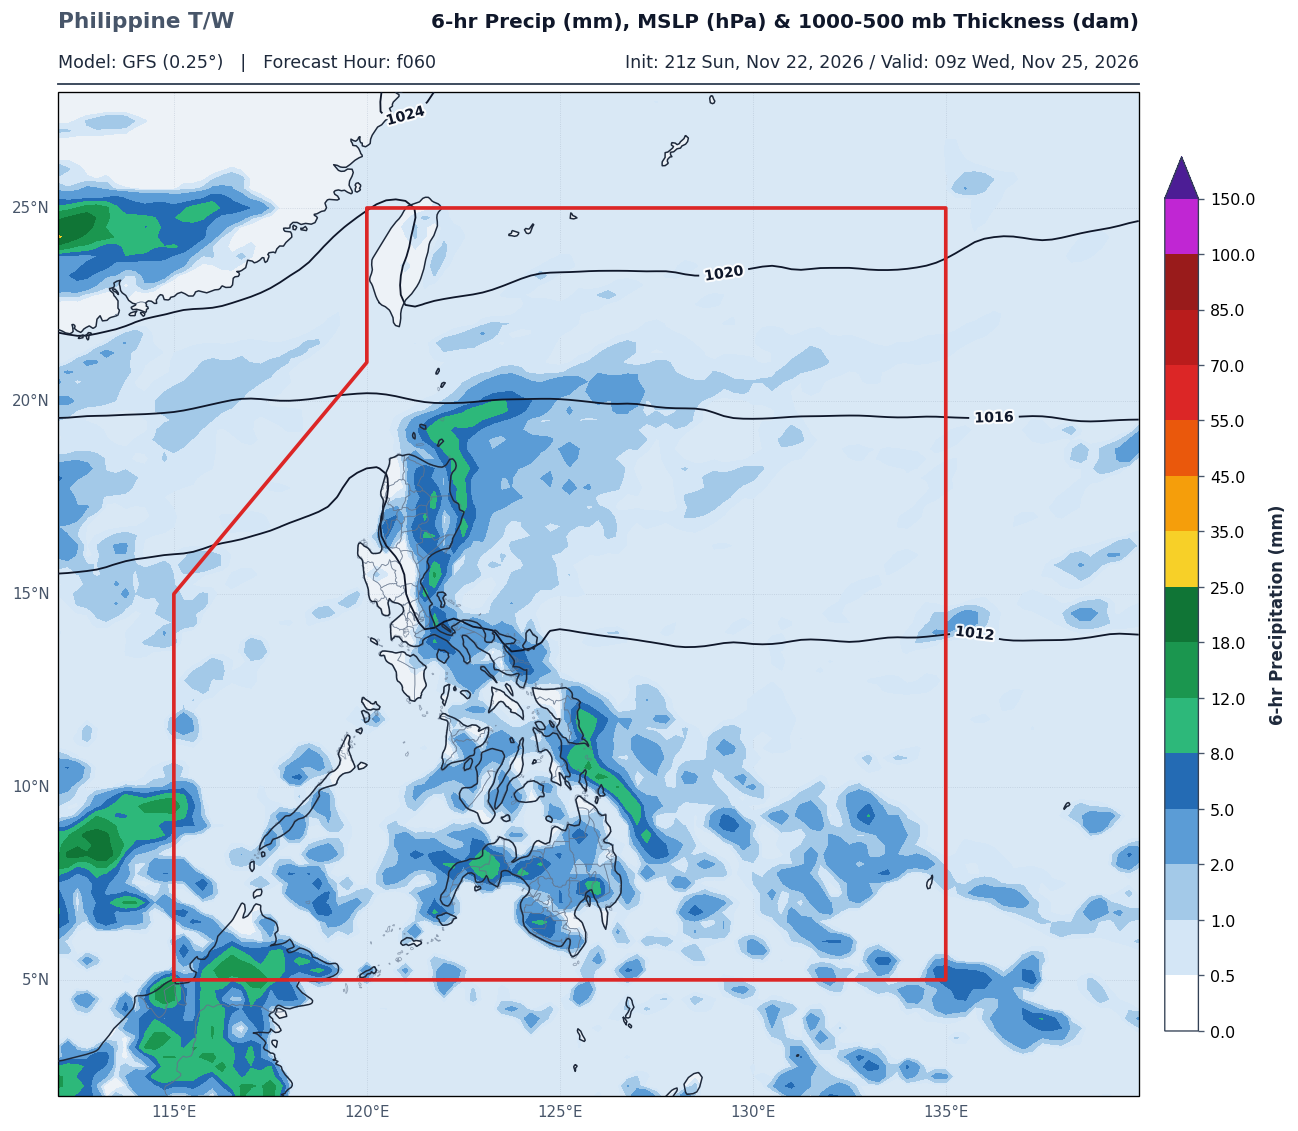 Philippine T/W
6-hr Precip (mm), MSLP (hPa) & 1000-500 mb Thickness (dam)
Model: GFS (0.25°) | Forecast Hour: f060
Init: 21z Sun, Nov 22, 2026 / Valid: 09z Wed, Nov 25, 2026
1024
1020
1016
1012
25°N
20°N
15°N
10°N
5°N
115°E
120°E
125°E
130°E
135°E
150.0
100.0
85.0
70.0
55.0
45.0
35.0
25.0
18.0
12.0
8.0
5.0
2.0
1.0
0.5
0.0
6-hr Precipitation (mm)